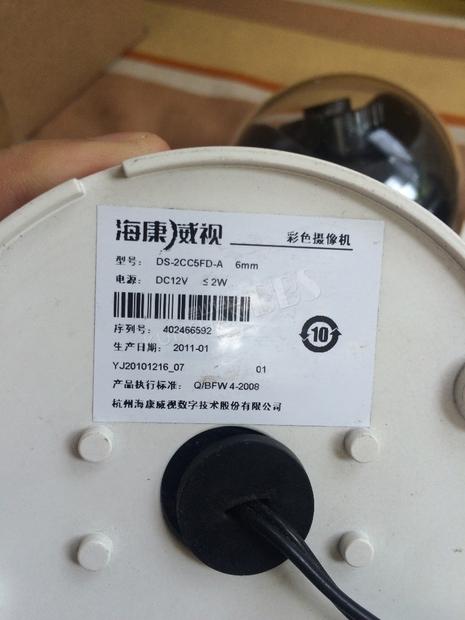 海康威视 彩色摄像机
型号： DS-2CC5FD-A 6mm
电源： DC12V ≤2W
序列号： 402466592
生产日期： 2011-01
YJ20101216_07 01
产品执行标准： Q/BFW 4-2008
杭州海康威视数字技术股份有限公司
10